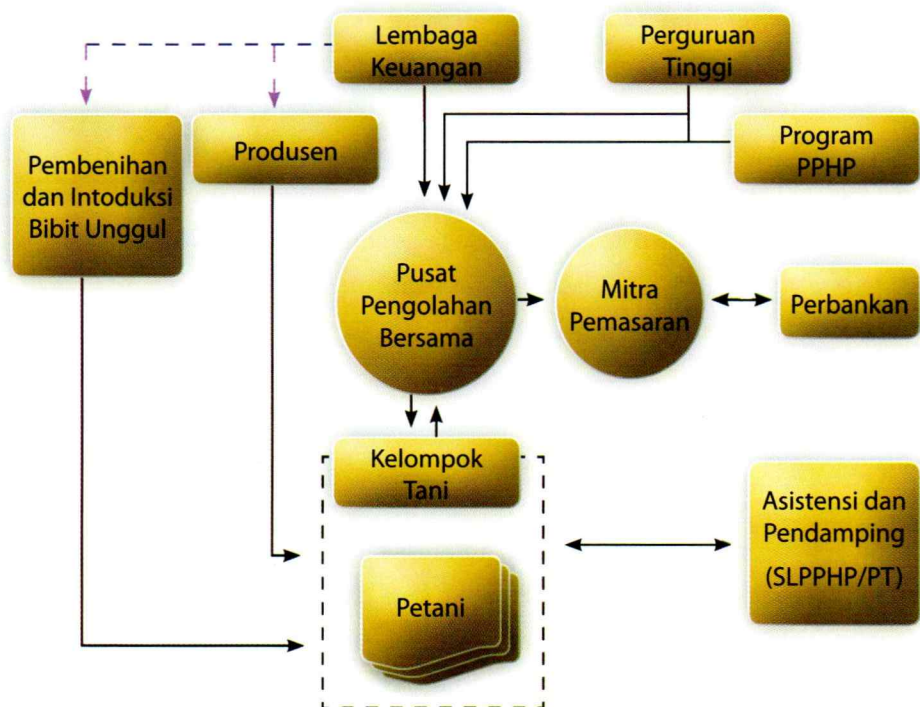 Lembaga
Keuangan
Perguruan
Tinggi
Pembenihan
dan Intoduksi
Bibit Unggul
Produsen
Program
PPHP
Pusat
Pengolahan
Bersama
Mitra
Pemasaran
Perbankan
Kelompok
Tani
Petani
Asistensi dan
Pendamping
(SLPPHP/PT)